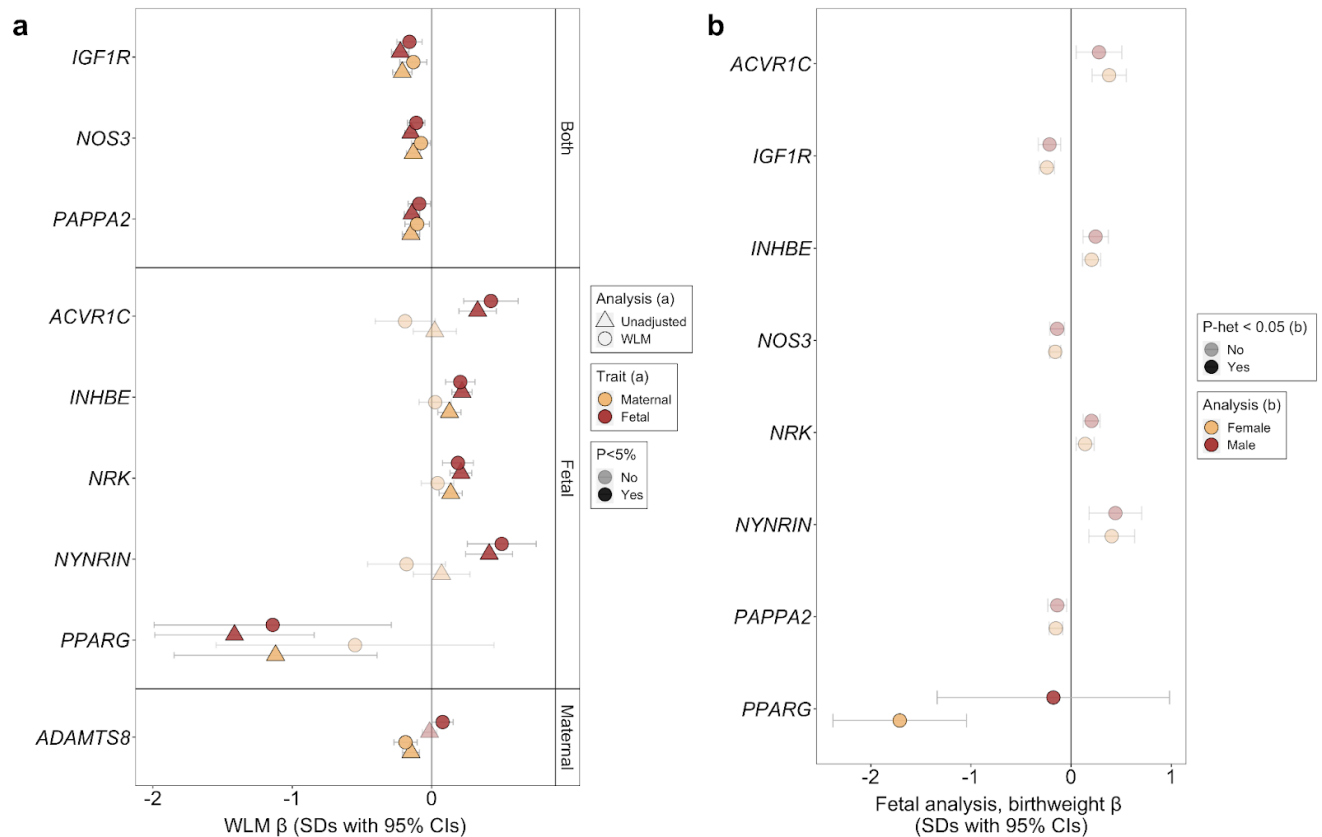 a
IGF1R
NOS3
PAPPA2
ACVR1C
INHBE
NRK
NYNRIN
PPARG
ADAMTS8
Both
Fetal
Maternal
-2
-1
0
WLM β (SDs with 95% CIs)
Analysis (a)
Unadjusted
WLM
Trait (a)
Maternal
Fetal
P<5%
No
Yes
b
ACVR1C
IGF1R
INHBE
NOS3
NRK
NYNRIN
PAPPA2
PPARG
-2
-1
0
1
Fetal analysis, birthweight β
(SDs with 95% CIs)
P-het < 0.05 (b)
No
Yes
Analysis (b)
Female
Male